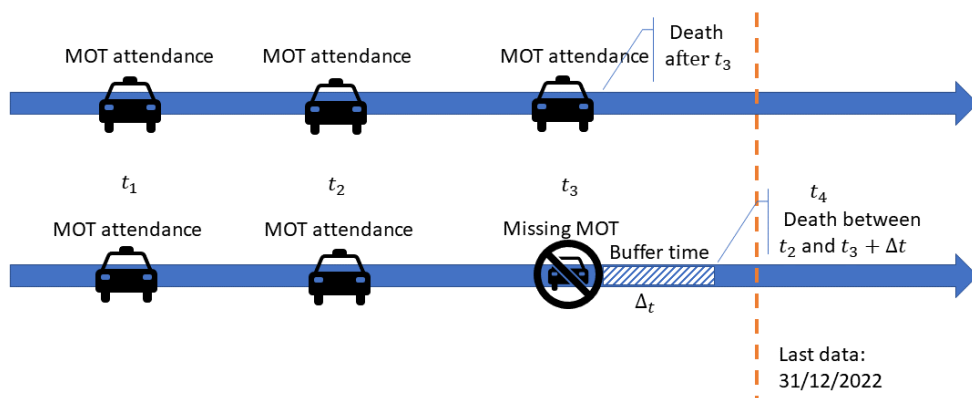 Death
after t₃
MOT attendance
MOT attendance
MOT attendance
t₁
t₂
t₃
t₄
MOT attendance
MOT attendance
Missing MOT
Buffer time
Death between
t₂ and t₃ + Δt
Δₜ
Last data:
31/12/2022